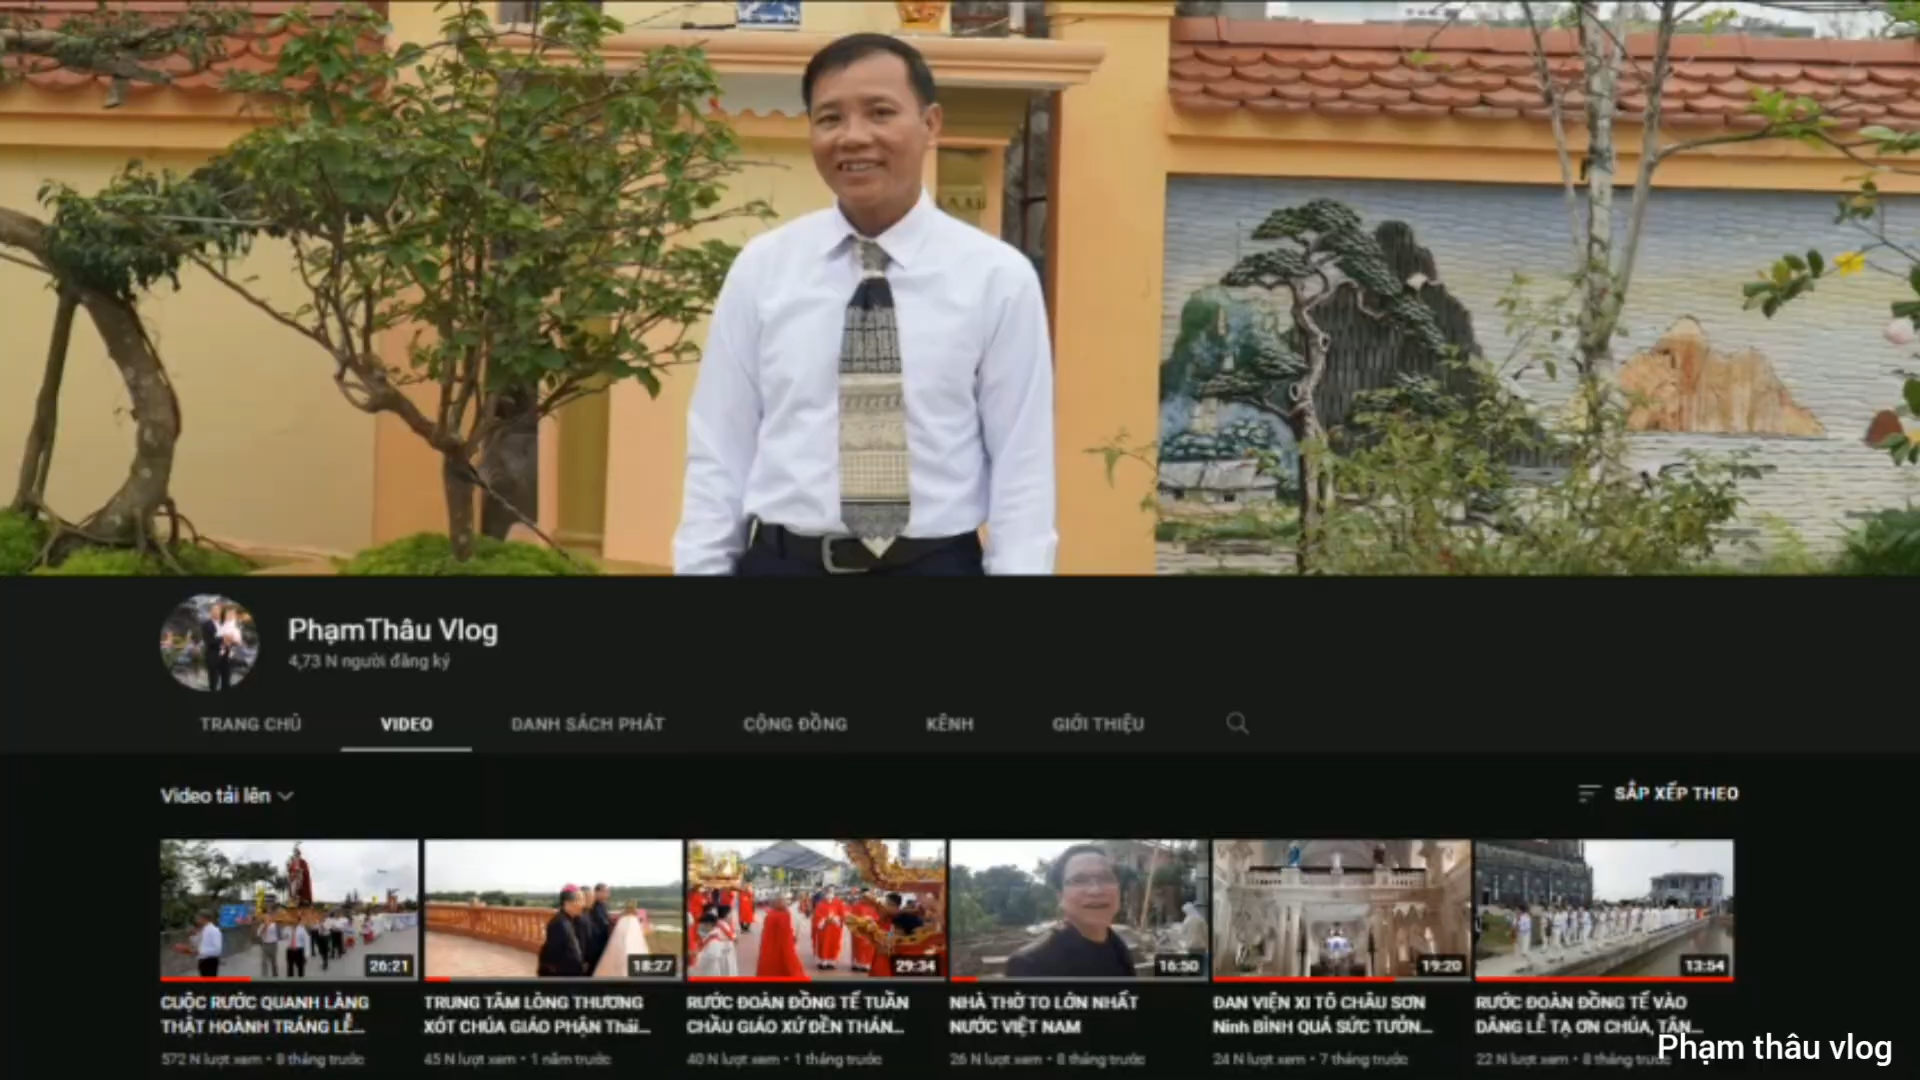 PhạmThâu Vlog
4,73 N người đăng ký
TRANG CHỦ VIDEO DANH SÁCH PHÁT CỘNG ĐỒNG KÊNH GIỚI THIỆU
Video tải lên
SẮP XẾP THEO
26:21 18:27 29:34 16:50 19:20 13:54
CUỘC RƯỚC QUANH LÀNG
THẬT HOÀNH TRÁNG LỄ...
572 N lượt xem • 8 tháng trước
TRUNG TÂM LÒNG THƯƠNG
XÓT CHÚA GIÁO PHẬN Thái...
45 N lượt xem • 1 năm trước
RƯỚC ĐOÀN ĐỒNG TẾ TUẦN
CHẦU GIÁO XỨ ĐỀN THÁN...
40 N lượt xem • 1 tháng trước
NHÀ THỜ TO LỚN NHẤT
NƯỚC VIỆT NAM
26 N lượt xem • 8 tháng trước
ĐAN VIỆN XI TÔ CHÂU SƠN
Ninh BÌNH QUÁ SỨC TƯỞN...
24 N lượt xem • 7 tháng trước
RƯỚC ĐOÀN ĐỒNG TẾ VÀO
DÂNG LỄ TẠ ƠN CHÚA, TÂN...
22 N lượt xem • 8 tháng trước
Phạm thâu vlog